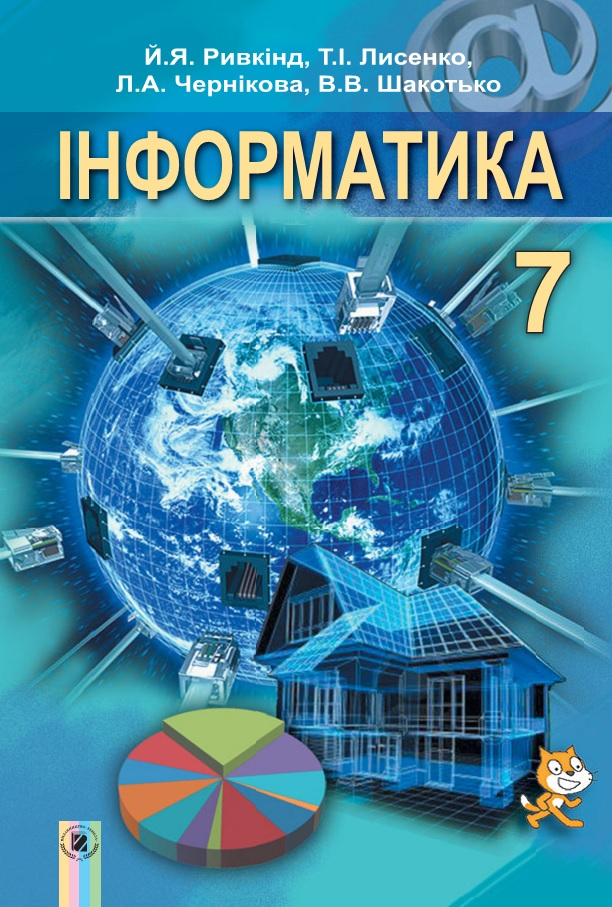 Й.Я. Ривкінд, Т.І. Лисенко,
Л.А. Чернікова, В.В. Шакотько
ІНФОРМАТИКА
7